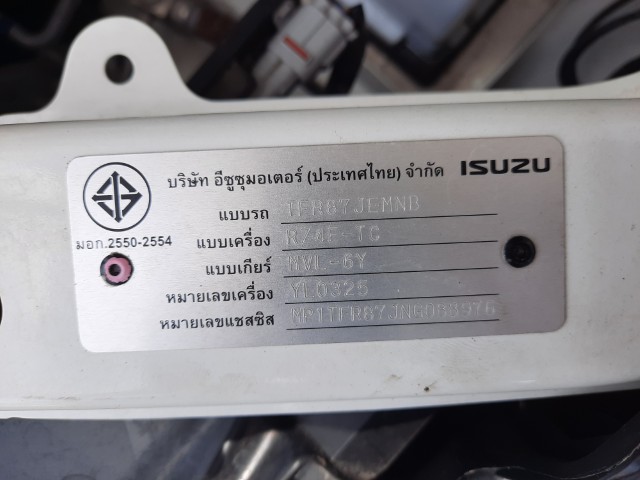 บริษัท อีซูซุมอเตอร์ (ประเทศไทย) จำกัด ISUZU
แบบรถ TFR87JEMNB
มอก.2550-2554
แบบเครื่อง RZ4E-TC
แบบเกียร์ MVL-6Y
หมายเลขเครื่อง YL0325
หมายเลขแชสซิส